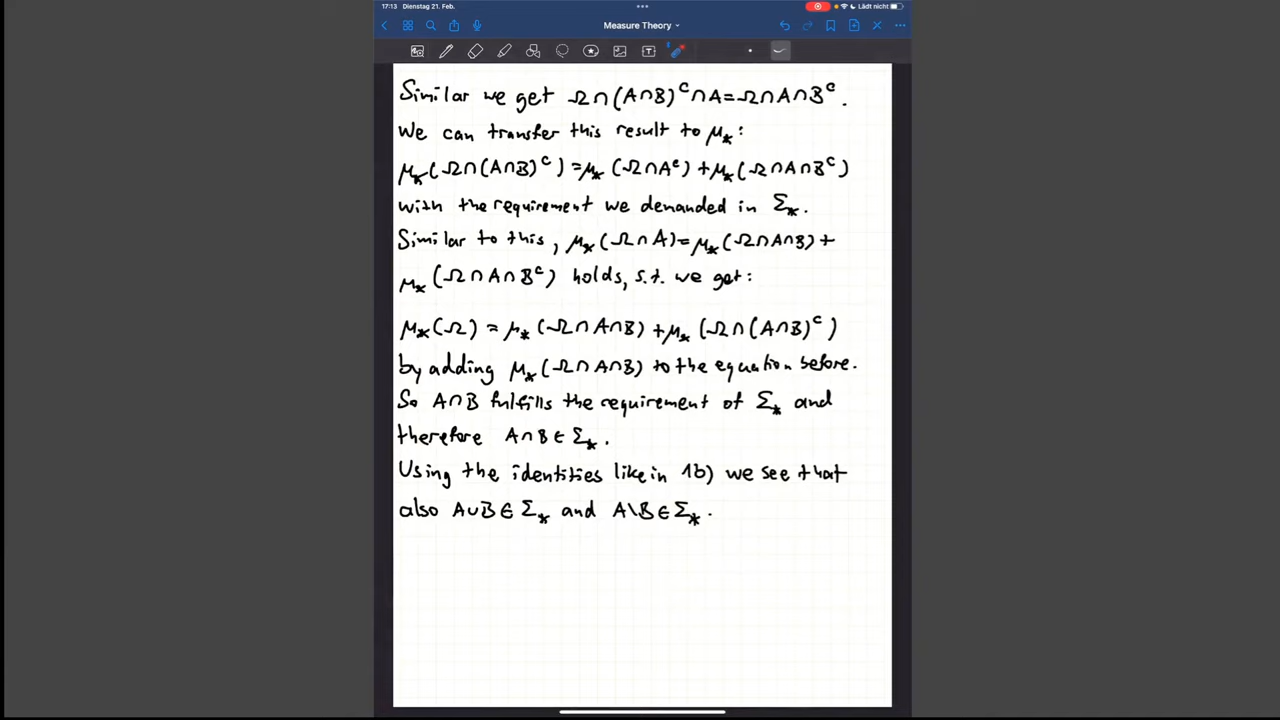 17:13 Dienstag 21. Feb.
Lädt nicht
Measure Theory
Similar we get Ω∩(A∩B)ᶜ∩A=Ω∩A∩Bᶜ.
We can transfer this result to μ⁎:
μ⁎(Ω∩(A∩B)ᶜ)=μ⁎(Ω∩Aᶜ)+μ⁎(Ω∩A∩Bᶜ)
with the requirement we demanded in Σ⁎.
Similar to this, μ⁎(Ω∩A)=μ⁎(Ω∩A∩B)+
μ⁎(Ω∩A∩Bᶜ) holds, s.t. we get:
μ⁎(Ω)=μ⁎(Ω∩A∩B)+μ⁎(Ω∩(A∩B)ᶜ)
by adding μ⁎(Ω∩A∩B) to the equation before.
So A∩B fulfills the requirement of Σ⁎ and
therefore A∩B∈Σ⁎.
Using the identities like in 1b) we see that
also A∪B∈Σ⁎ and A\B∈Σ⁎.